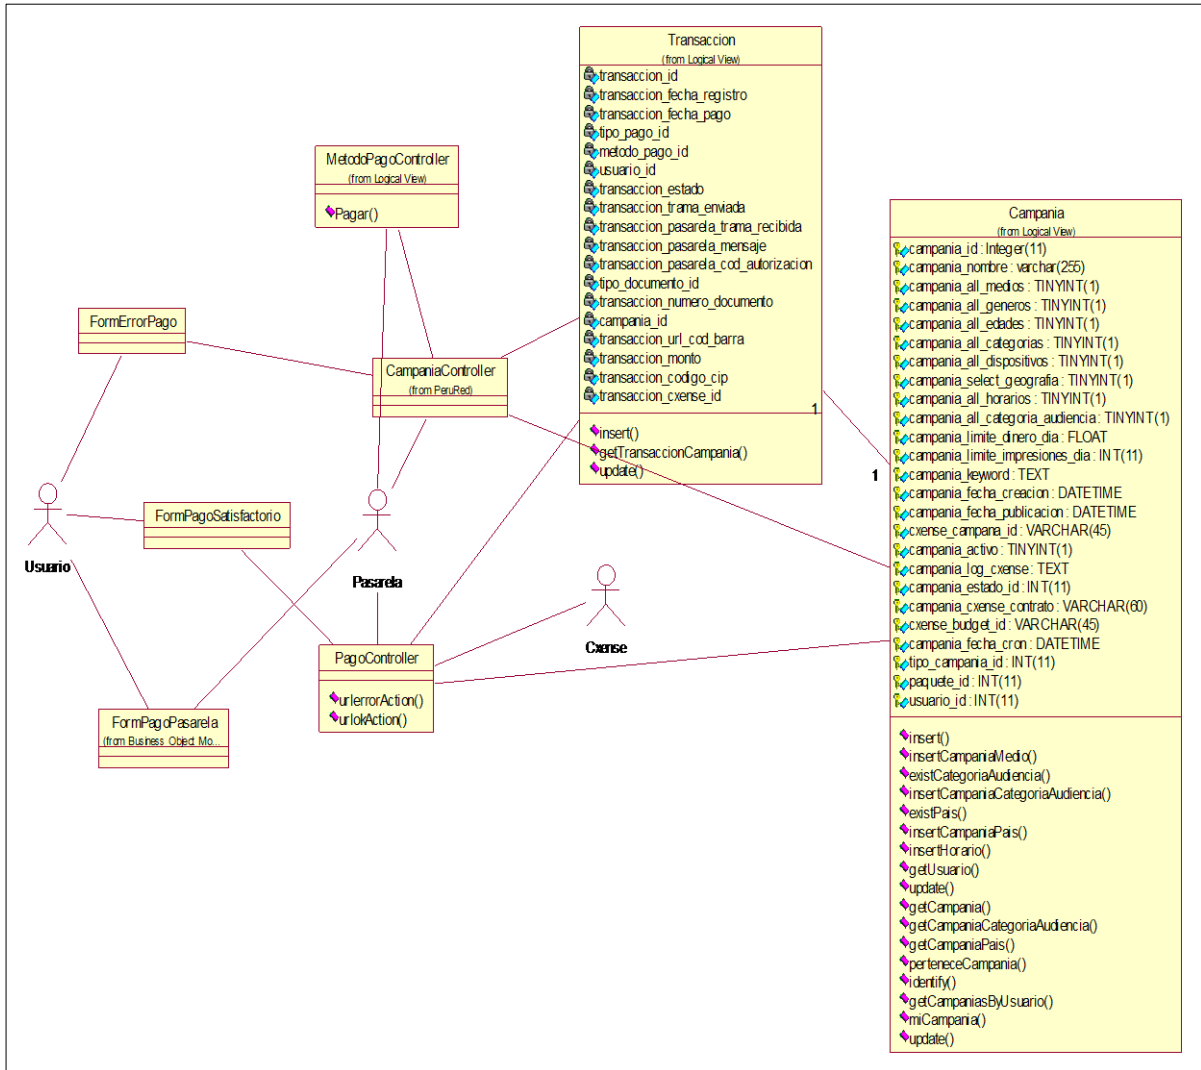 Transaccion
(from Logical View)
transaccion_id
transaccion_fecha_registro
transaccion_fecha_pago
tipo_pago_id
metodo_pago_id
usuario_id
transaccion_estado
transaccion_trama_enviada
transaccion_pasarela_trama_recibida
transaccion_pasarela_mensaje
transaccion_pasarela_cod_autorizacion
tipo_documento_id
transaccion_numero_documento
campania_id
transaccion_url_cod_barra
transaccion_monto
transaccion_codigo_cip
transaccion_cxense_id
1
insert()
getTransaccionCampania()
update()
MetodoPagoController
(from Logical View)
Pagar()
FormErrorPago
CampaniaController
(from PeruRed)
FormPagoSatisfactorio
Usuario
Pasarela
Cxense
PagoController
urlerrorAction()
urlokAction()
FormPagoPasarela
(from Business Object Mo...
1
Campania
(from Logical View)
campania_id : Integer(11)
campania_nombre : varchar(255)
campania_all_medios : TINYINT(1)
campania_all_generos : TINYINT(1)
campania_all_edades : TINYINT(1)
campania_all_categorias : TINYINT(1)
campania_all_dispositivos : TINYINT(1)
campania_select_geografia : TINYINT(1)
campania_all_horarios : TINYINT(1)
campania_all_categoria_audiencia : TINYINT(1)
campania_limite_dinero_dia : FLOAT
campania_limite_impresiones_dia : INT(11)
campania_keyword : TEXT
campania_fecha_creacion : DATETIME
campania_fecha_publicacion : DATETIME
cxense_campana_id : VARCHAR(45)
campania_activo : TINYINT(1)
campania_log_cxense : TEXT
campania_estado_id : INT(11)
campania_cxense_contrato : VARCHAR(60)
cxense_budget_id : VARCHAR(45)
campania_fecha_cron : DATETIME
tipo_campania_id : INT(11)
paquete_id : INT(11)
usuario_id : INT(11)
insert()
insertCampaniaMedio()
existCategoriaAudiencia()
insertCampaniaCategoriaAudiencia()
existPais()
insertCampaniaPais()
insertHorario()
getUsuario()
update()
getCampania()
getCampaniaCategoriaAudiencia()
getCampaniaPais()
perteneceCampania()
identify()
getCampaniasByUsuario()
miCampania()
update()